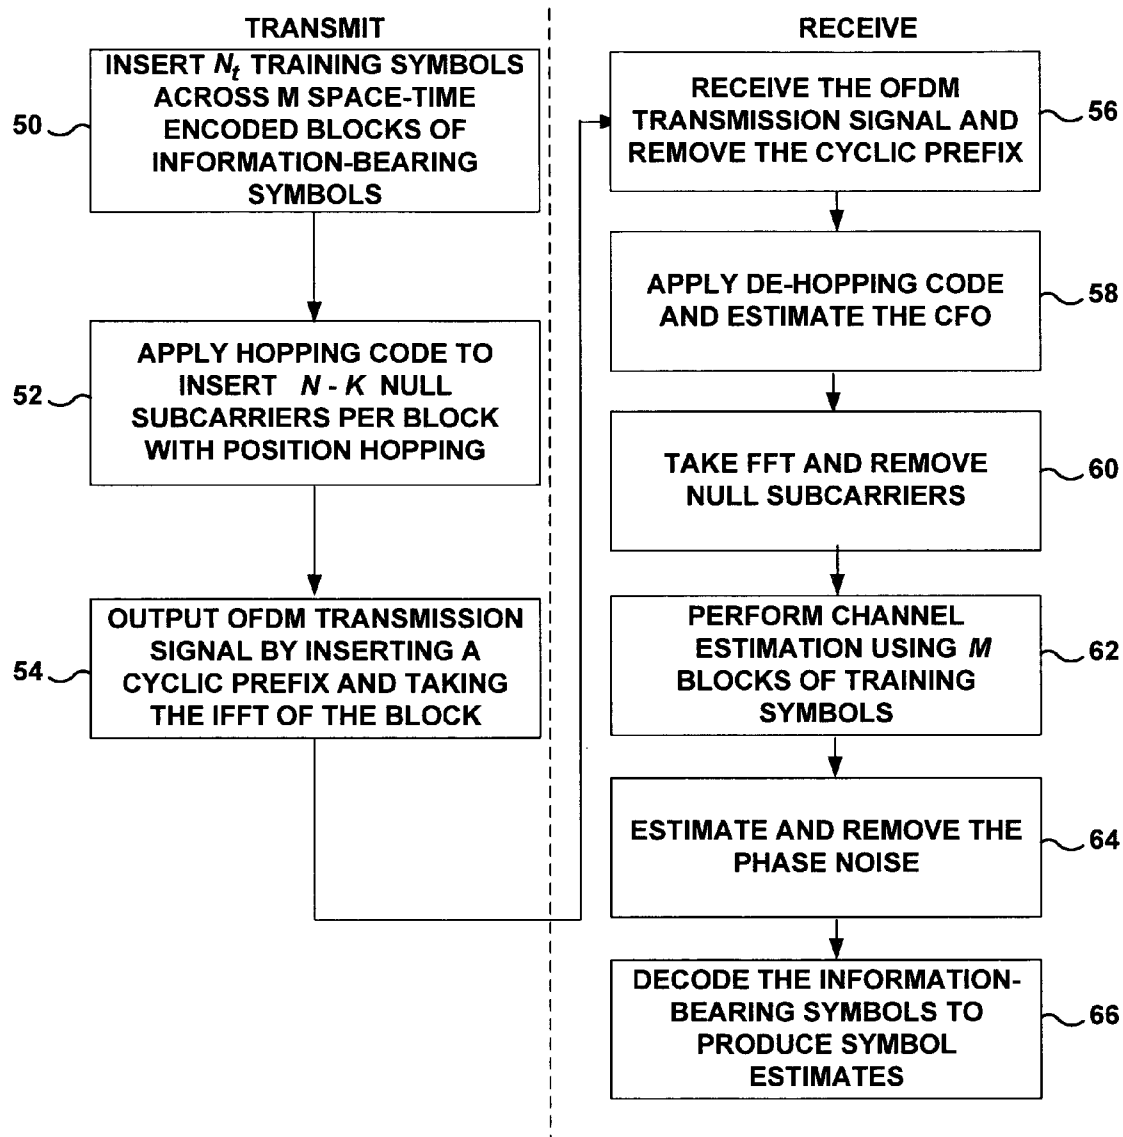 TRANSMIT
INSERT Nt TRAINING SYMBOLS
ACROSS M SPACE-TIME
ENCODED BLOCKS OF
INFORMATION-BEARING
SYMBOLS
50
APPLY HOPPING CODE TO
INSERT N - K NULL
SUBCARRIERS PER BLOCK
WITH POSITION HOPPING
52
OUTPUT OFDM TRANSMISSION
SIGNAL BY INSERTING A
CYCLIC PREFIX AND TAKING
THE IFFT OF THE BLOCK
54
RECEIVE
RECEIVE THE OFDM
TRANSMISSION SIGNAL AND
REMOVE THE CYCLIC PREFIX
56
APPLY DE-HOPPING CODE
AND ESTIMATE THE CFO
58
TAKE FFT AND REMOVE
NULL SUBCARRIERS
60
PERFORM CHANNEL
ESTIMATION USING M
BLOCKS OF TRAINING
SYMBOLS
62
ESTIMATE AND REMOVE THE
PHASE NOISE
64
DECODE THE INFORMATION-
BEARING SYMBOLS TO
PRODUCE SYMBOL
ESTIMATES
66